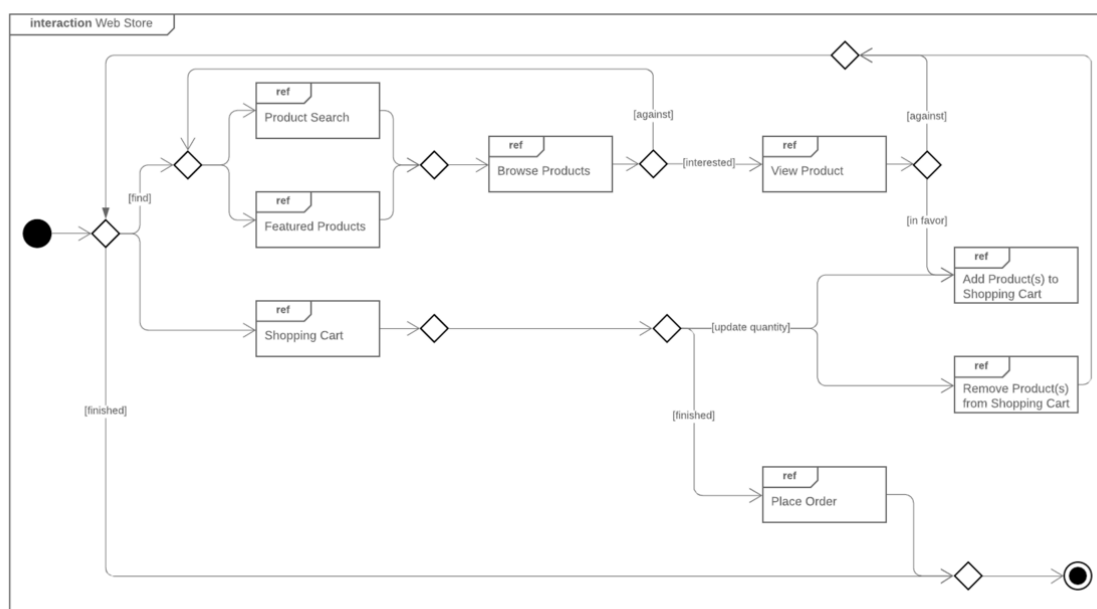 interaction Web Store
ref
Product Search
[against]
[against]
ref
Browse Products
[interested]
ref
View Product
[find]
ref
Featured Products
[in favor]
ref
Add Product(s) to
Shopping Cart
ref
Shopping Cart
[update quantity]
ref
Remove Product(s)
from Shopping Cart
[finished]
[finished]
ref
Place Order